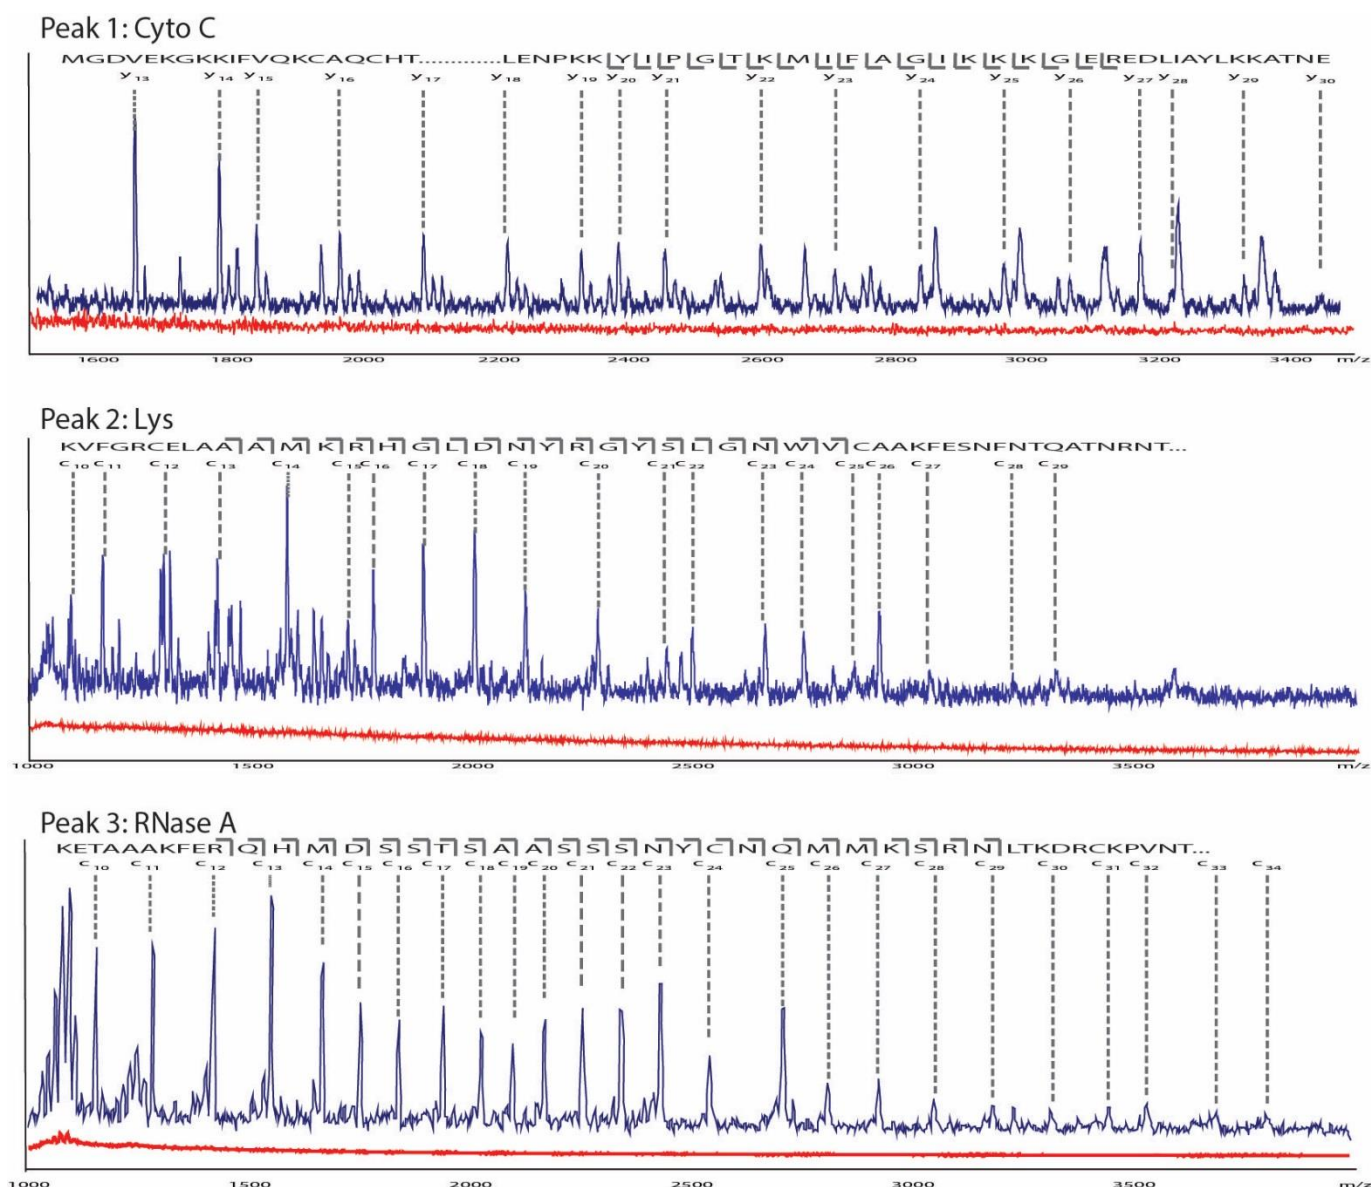 Peak 1: Cyto C
MGDVEKGKKIFVQKCAQCHT............LENPKKYIPGTKMIFAGIKKKGEREDLIAYLKKATNE
y13 y14 y15 y16 y17 y18 y19 y20 y21 y22 y23 y24 y25 y26 y27 y28 y29 y30
1600 1800 2000 2200 2400 2600 2800 3000 3200 3400 m/z
Peak 2: Lys
KVFGRCELAAAMKRHGLDNYRGYSLGNWVCAAKFESNFNTQATNRNT...
c10 c11 c12 c13 c14 c15 c16 c17 c18 c19 c20 c21 c22 c23 c24 c25 c26 c27 c28 c29
1000 1500 2000 2500 3000 3500 m/z
Peak 3: RNase A
KETAAAKFERQHMDSSTSAASSSNYCNQMMKSRNLTKDRCKPVNT...
c10 c11 c12 c13 c14 c15 c16 c17 c18 c19 c20 c21 c22 c23 c24 c25 c26 c27 c28 c29 c30 c31 c32 c33 c34
1000 1500 2000 2500 3000 3500 m/z